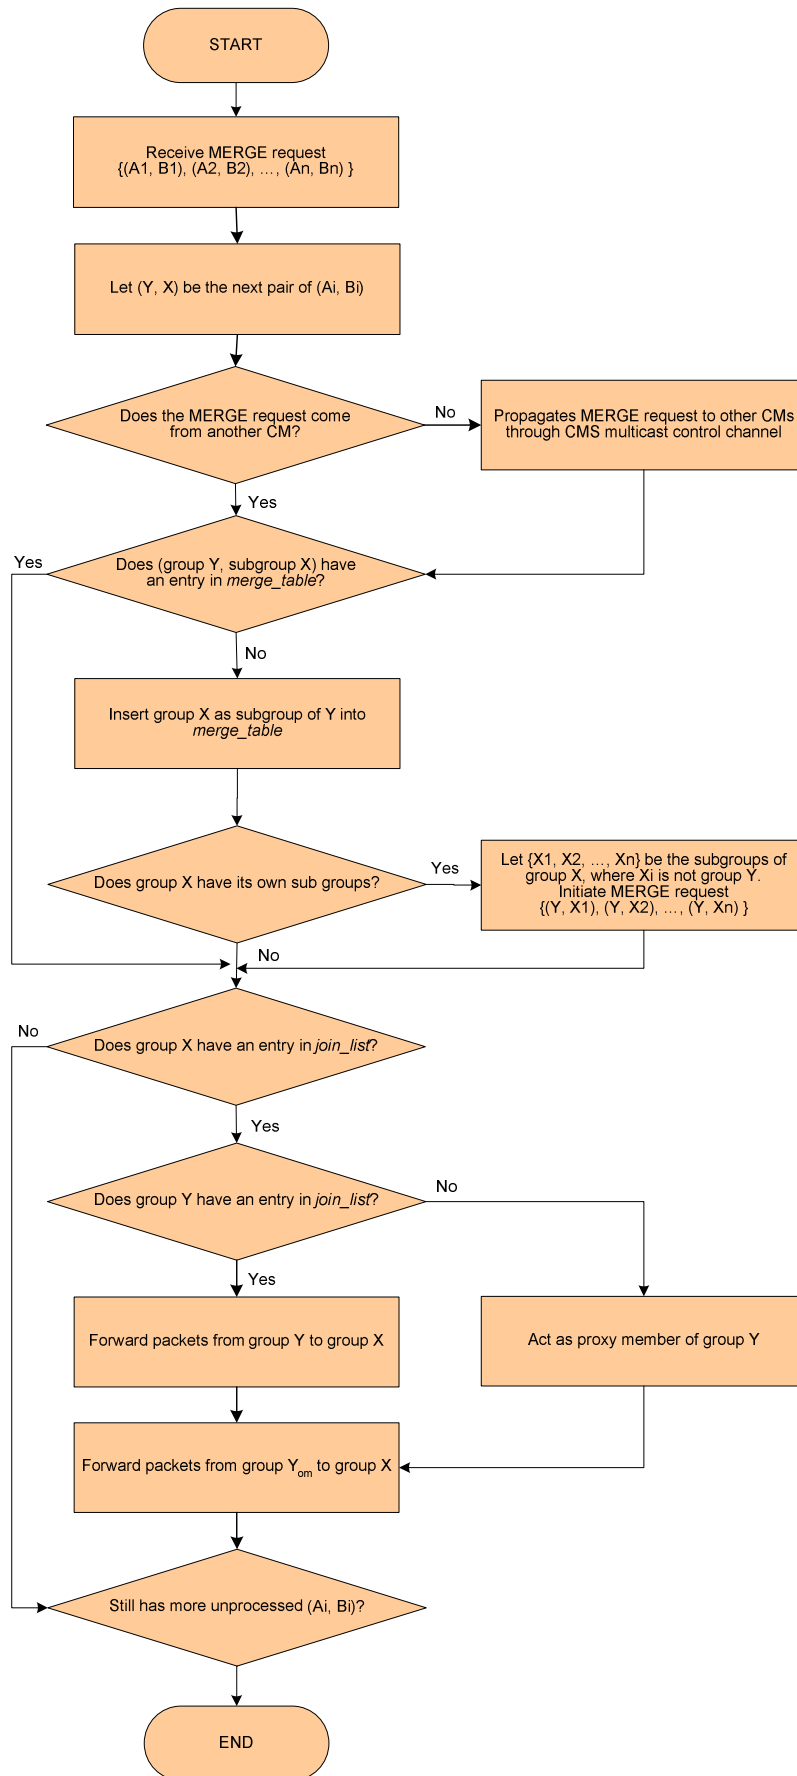 START
Receive MERGE request
{(A1, B1), (A2, B2), …, (An, Bn) }
Let (Y, X) be the next pair of (Ai, Bi)
Does the MERGE request come
from another CM?
No
Propagates MERGE request to other CMs
through CMS multicast control channel
Yes
Yes
Does (group Y, subgroup X) have
an entry in merge_table?
No
Insert group X as subgroup of Y into
merge_table
Does group X have its own sub groups?
Yes
Let {X1, X2, …, Xn} be the subgroups of
group X, where Xi is not group Y.
Initiate MERGE request
{(Y, X1), (Y, X2), …, (Y, Xn) }
No
No
Does group X have an entry in join_list?
Yes
Does group Y have an entry in join_list?
No
Yes
Forward packets from group Y to group X
Act as proxy member of group Y
Forward packets from group Yom to group X
Still has more unprocessed (Ai, Bi)?
END